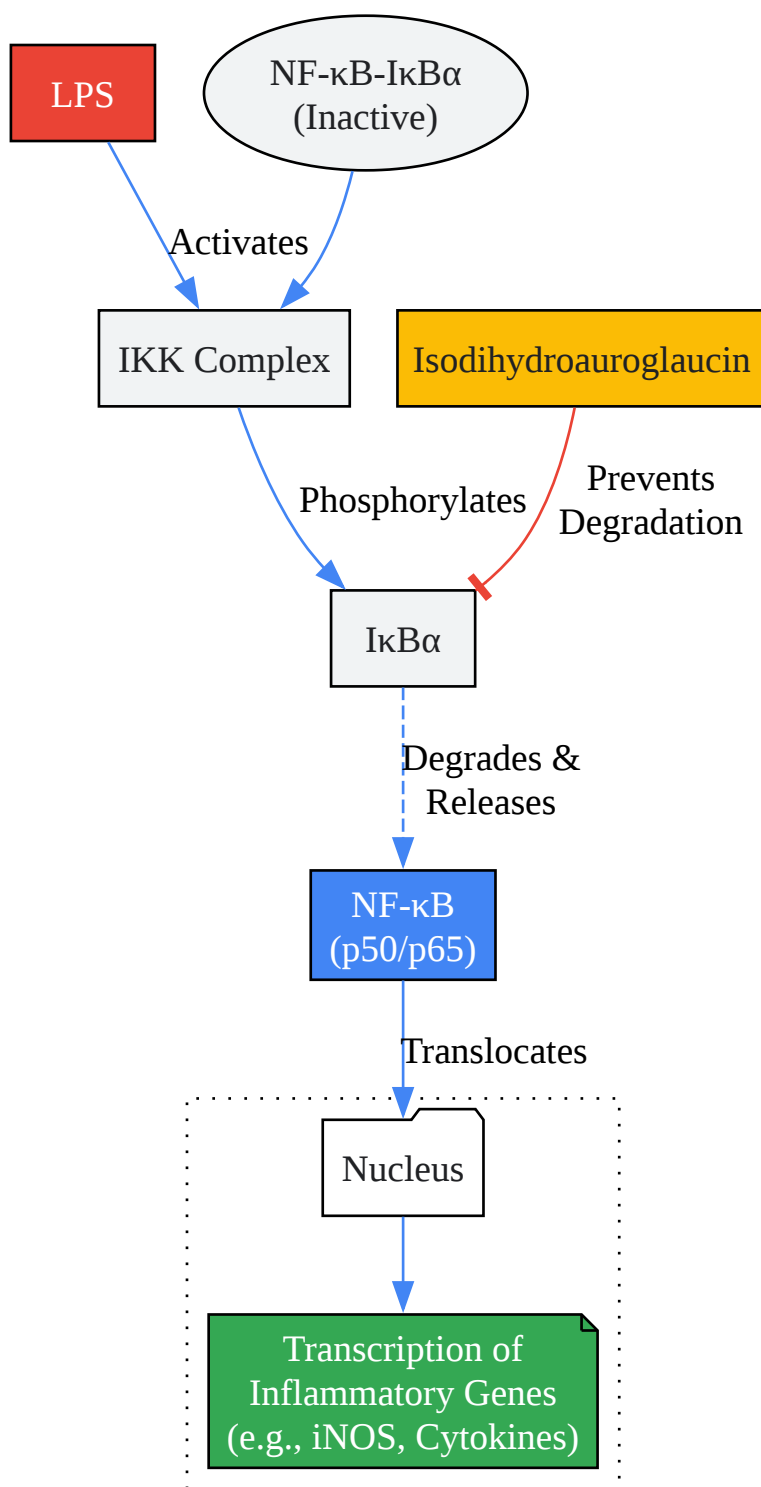 LPS
NF-κB-IκBα
(Inactive)
Activates
IKK Complex
Isodihydroauroglaucin
Phosphorylates
Prevents
Degradation
IκBα
Degrades &
Releases
NF-κB
(p50/p65)
Translocates
Nucleus
Transcription of
Inflammatory Genes
(e.g., iNOS, Cytokines)